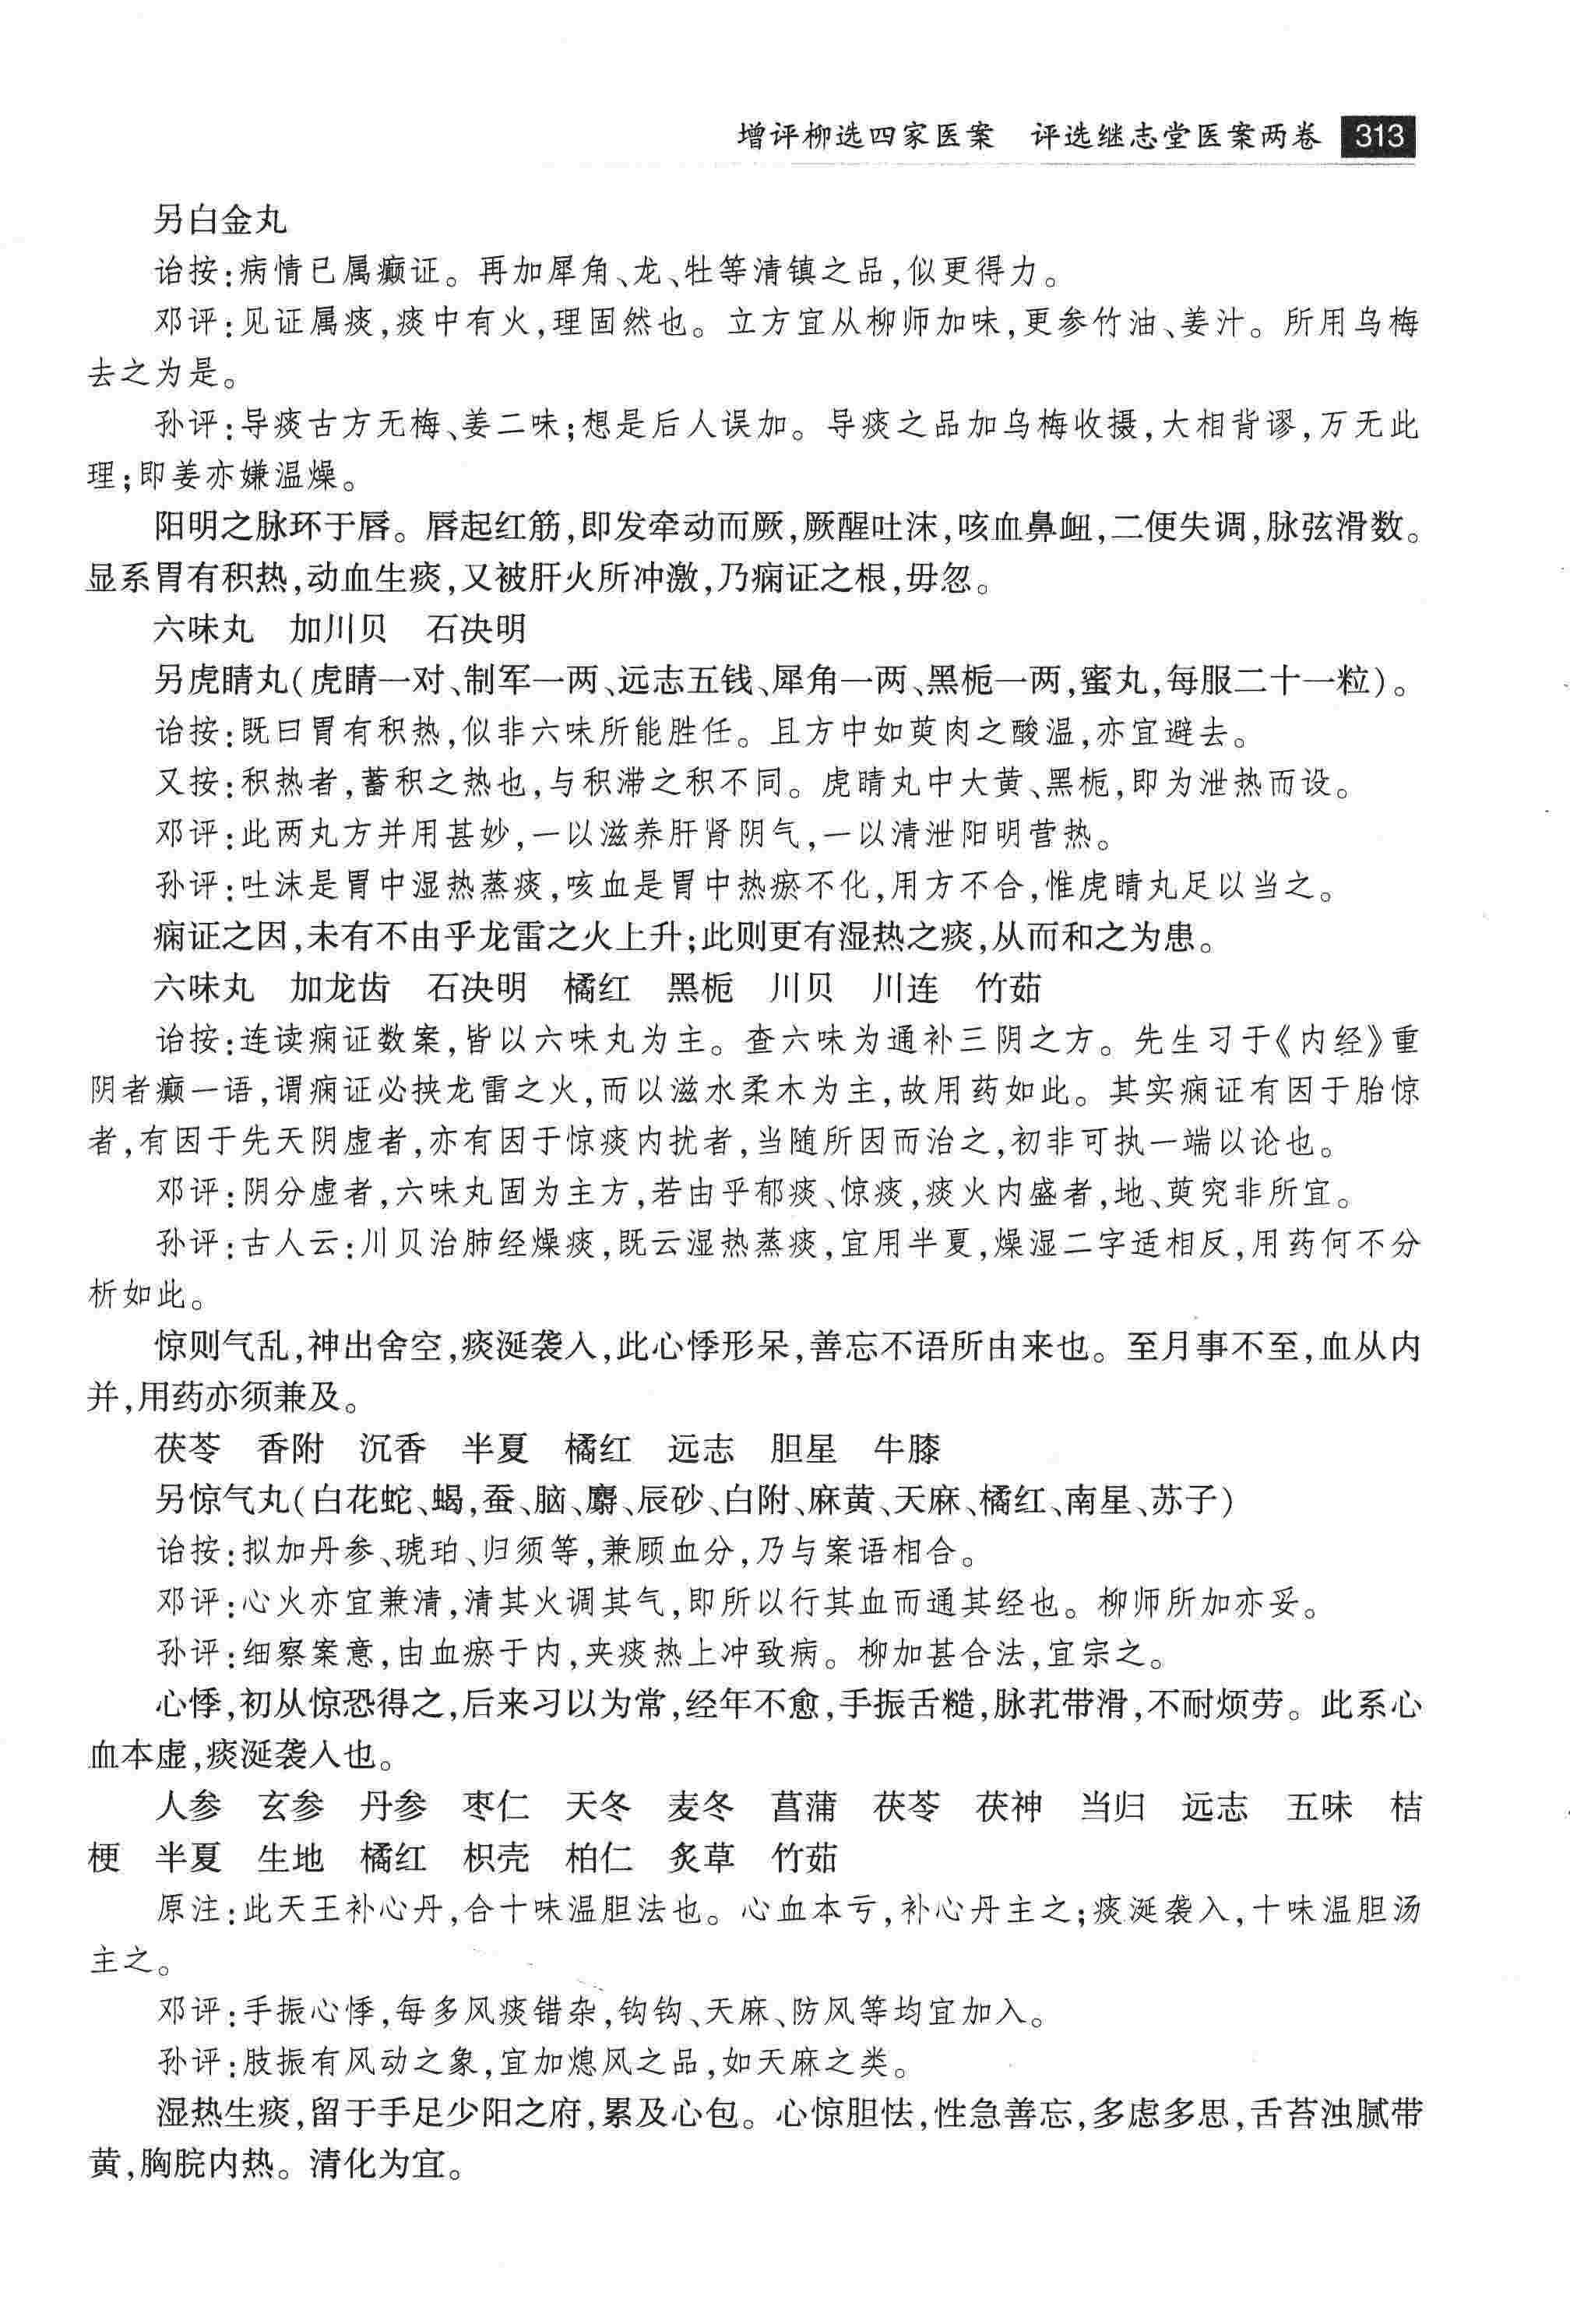 增评柳选四家医案　评选继志堂医案两卷 313
另白金丸
诒按:病情已属癫证。再加犀角、龙、牡等清镇之品,似更得力。
邓评:见证属痰,痰中有火,理固然也。立方宜从柳师加味,更参竹油、姜汁。所用乌梅
去之为是。
孙评:导痰古方无梅、姜二味;想是后人误加。导痰之品加乌梅收摄,大相背谬,万无此
理;即姜亦嫌温燥。
阳明之脉环于唇。唇起红筋,即发牵动而厥,厥醒吐沫,咳血鼻衄,二便失调,脉弦滑数。
显系胃有积热,动血生痰,又被肝火所冲激,乃痫证之根,毋忽。
六味丸　加川贝　石决明
另虎睛丸(虎睛一对、制军一两、远志五钱、犀角一两、黑栀一两,蜜丸,每服二十一粒)。
诒按:既曰胃有积热,似非六味所能胜任。且方中如萸肉之酸温,亦宜避去。
又按:积热者,蓄积之热也,与积滞之积不同。虎睛丸中大黄、黑栀,即为泄热而设。
邓评:此两丸方并用甚妙,一以滋养肝肾阴气,一以清泄阳明营热。
孙评:吐沫是胃中湿热蒸痰,咳血是胃中热瘀不化,用方不合,惟虎睛丸足以当之。
痫证之因,未有不由乎龙雷之火上升;此则更有湿热之痰,从而和之为患。
六味丸　加龙齿　石决明　橘红　黑栀　川贝　川连　竹茹
诒按:连读痫证数案,皆以六味丸为主。查六味为通补三阴之方。先生习于《内经》重
阴者癫一语,谓痫证必挟龙雷之火,而以滋水柔木为主,故用药如此。其实痫证有因于胎惊
者,有因于先天阴虚者,亦有因于惊痰内扰者,当随所因而治之,初非可执一端以论也。
邓评:阴分虚者,六味丸固为主方,若由乎郁痰、惊痰,痰火内盛者,地、萸究非所宜。
孙评:古人云:川贝治肺经燥痰,既云湿热蒸痰,宜用半夏,燥湿二字适相反,用药何不分
析如此。
惊则气乱,神出舍空,痰涎袭入,此心悸形呆,善忘不语所由来也。至月事不至,血从内
并,用药亦须兼及。
茯苓　香附　沉香　半夏　橘红　远志　胆星　牛膝
另惊气丸(白花蛇、蝎,蚕、脑、麝、辰砂、白附、麻黄、天麻、橘红、南星、苏子)
诒按:拟加丹参、琥珀、归须等,兼顾血分,乃与案语相合。
邓评:心火亦宜兼清,清其火调其气,即所以行其血而通其经也。柳师所加亦妥。
孙评:细察案意,由血瘀于内,夹痰热上冲致病。柳加甚合法,宜宗之。
心悸,初从惊恐得之,后来习以为常,经年不愈,手振舌糙,脉芤带滑,不耐烦劳。此系心
血本虚,痰涎袭入也。
人参　玄参　丹参　枣仁　天冬　麦冬　菖蒲　茯苓　茯神　当归　远志　五味　桔
梗　半夏　生地　橘红　枳壳　柏仁　炙草　竹茹
原注:此天王补心丹,合十味温胆法也。心血本亏,补心丹主之;痰涎袭入,十味温胆汤
主之。
邓评:手振心悸,每多风痰错杂,钩钩、天麻、防风等均宜加入。
孙评:肢振有风动之象,宜加熄风之品,如天麻之类。
湿热生痰,留于手足少阳之府,累及心包。心惊胆怯,性急善忘,多虑多思,舌苔浊腻带
黄,胸脘内热。清化为宜。